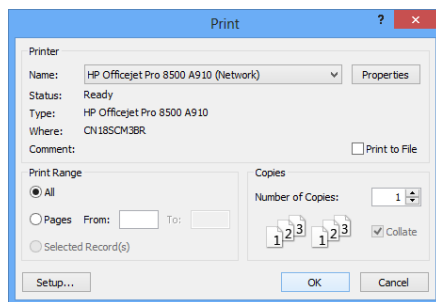 Print
? ×
Printer
Name: HP Officejet Pro 8500 A910 (Network) Properties
Status: Ready
Type: HP Officejet Pro 8500 A910
Where: CN18SCM3BR
Comment: Print to File
Print Range
All
Pages From: To:
Selected Record(s)
Copies
Number of Copies: 1
1 2 3 1 2 3
Collate
Setup... OK Cancel